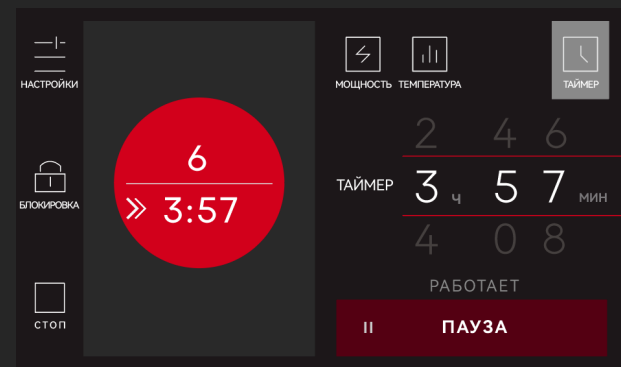 НАСТРОЙКИ
БЛОКИРОВКА
СТОП
6
3:57
МОЩНОСТЬ ТЕМПЕРАТУРА ТАЙМЕР
2 4 6
ТАЙМЕР 3 ч 5 7 МИН
4 0 8
РАБОТАЕТ
ПАУЗА